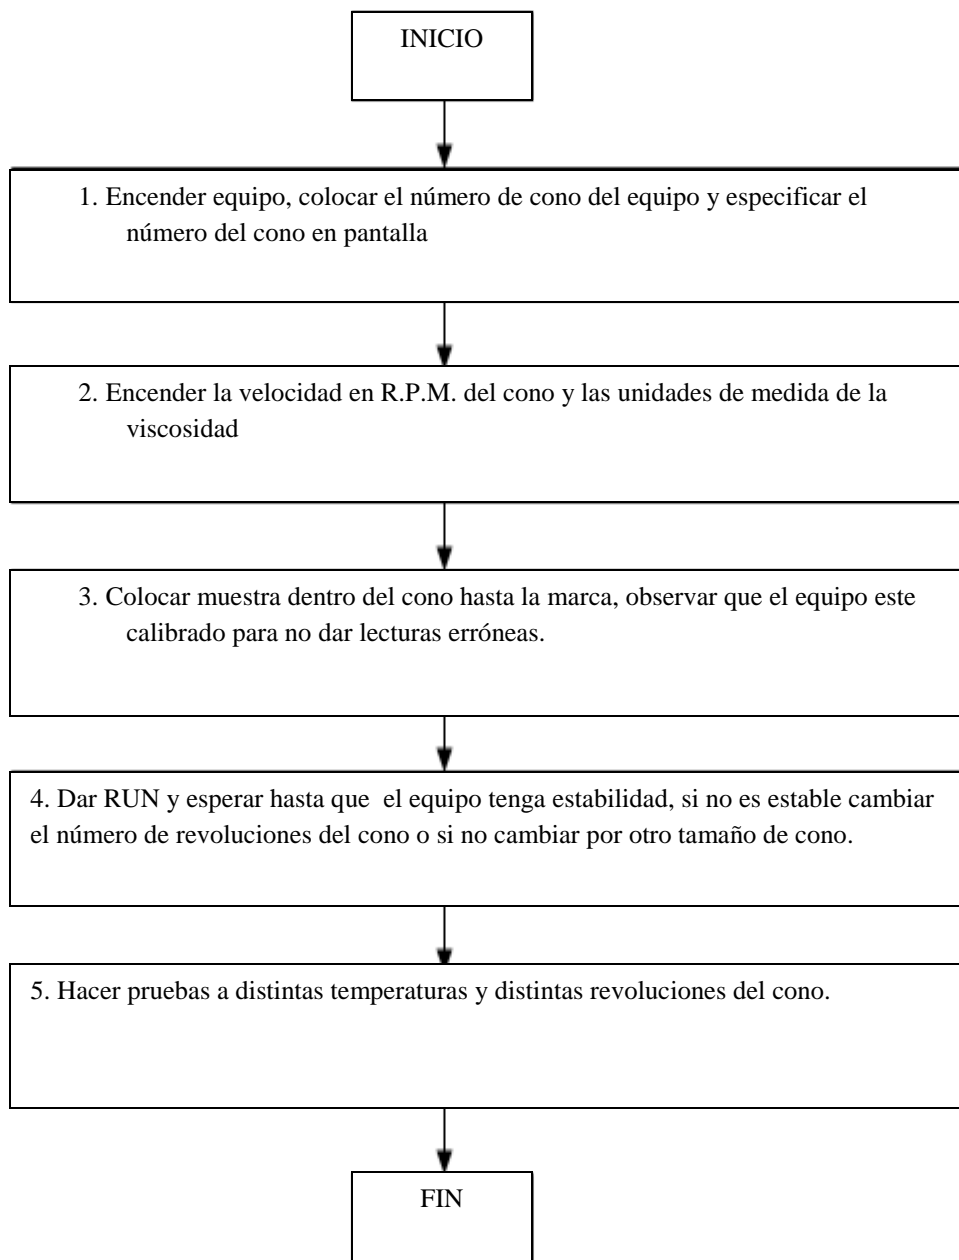 INICIO
1. Encender equipo, colocar el número de cono del equipo y especificar el
número del cono en pantalla
2. Encender la velocidad en R.P.M. del cono y las unidades de medida de la
viscosidad
3. Colocar muestra dentro del cono hasta la marca, observar que el equipo este
calibrado para no dar lecturas erróneas.
4. Dar RUN y esperar hasta que  el equipo tenga estabilidad, si no es estable cambiar
el número de revoluciones del cono o si no cambiar por otro tamaño de cono.
5. Hacer pruebas a distintas temperaturas y distintas revoluciones del cono.
FIN